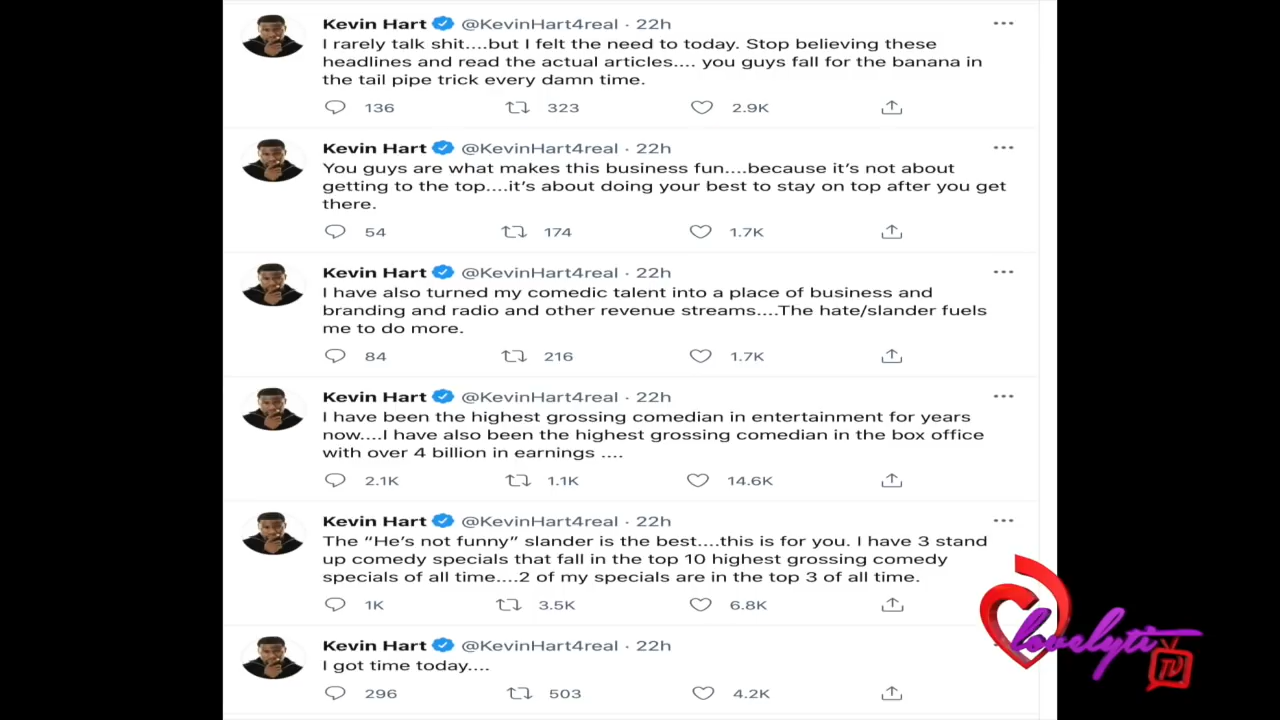 Kevin Hart @KevinHart4real · 22h
I rarely talk shit....but I felt the need to today. Stop believing these
headlines and read the actual articles.... you guys fall for the banana in
the tail pipe trick every damn time.
136 323 2.9K
Kevin Hart @KevinHart4real · 22h
You guys are what makes this business fun....because it's not about
getting to the top....it's about doing your best to stay on top after you get
there.
54 174 1.7K
Kevin Hart @KevinHart4real · 22h
I have also turned my comedic talent into a place of business and
branding and radio and other revenue streams....The hate/slander fuels
me to do more.
84 216 1.7K
Kevin Hart @KevinHart4real · 22h
I have been the highest grossing comedian in entertainment for years
now....I have also been the highest grossing comedian in the box office
with over 4 billion in earnings ....
2.1K 1.1K 14.6K
Kevin Hart @KevinHart4real · 22h
The “He's not funny” slander is the best....this is for you. I have 3 stand
up comedy specials that fall in the top 10 highest grossing comedy
specials of all time....2 of my specials are in the top 3 of all time.
1K 3.5K 6.8K
Kevin Hart @KevinHart4real · 22h
I got time today....
296 503 4.2K
lovelyti
TV